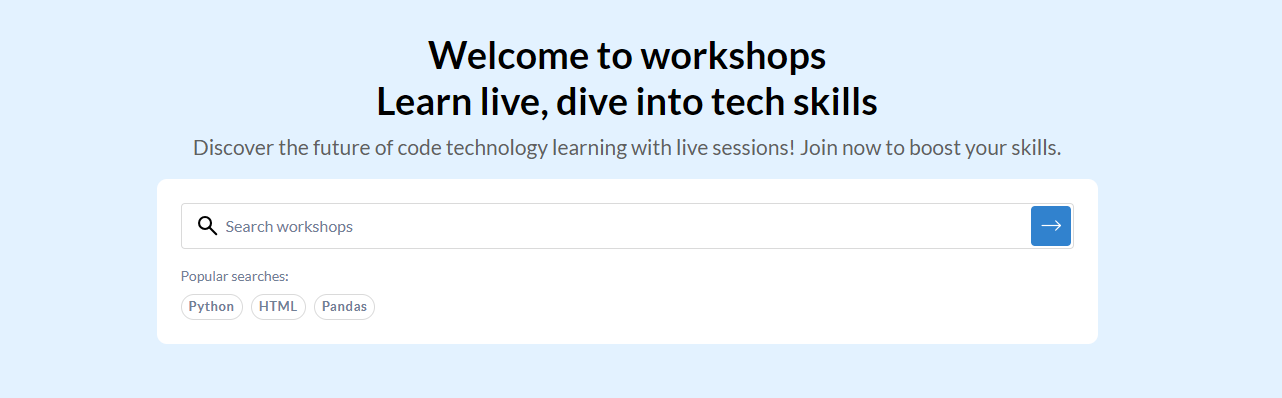 Welcome to workshops
Learn live, dive into tech skills
Discover the future of code technology learning with live sessions! Join now to boost your skills.
Search workshops
Popular searches:
Python HTML Pandas